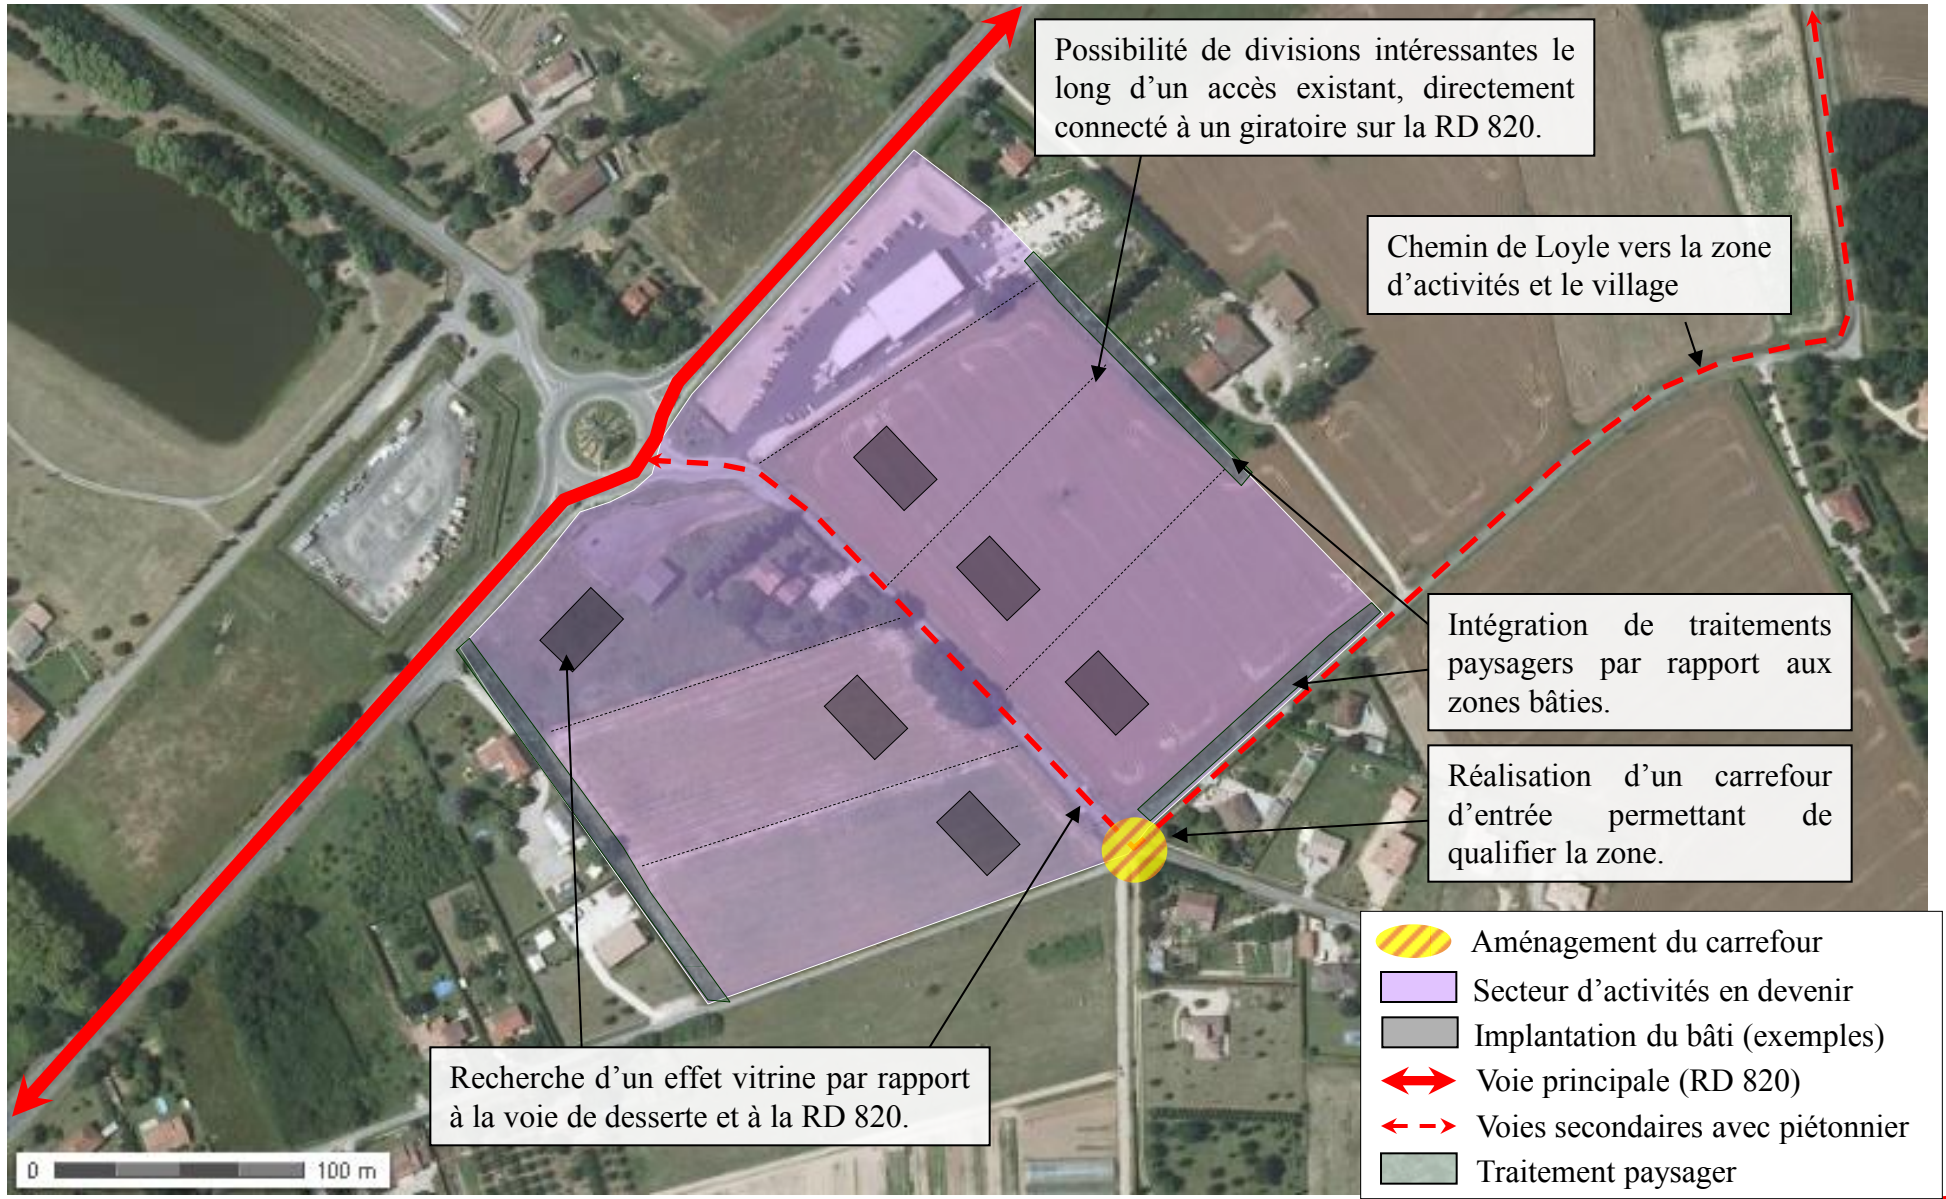 Possibilité de divisions intéressantes le
long d’un accès existant, directement
connecté à un giratoire sur la RD 820.
Chemin de Loyle vers la zone
d’activités et le village
Intégration de traitements
paysagers par rapport aux
zones bâties.
Réalisation d’un carrefour
d’entrée permettant de
qualifier la zone.
Recherche d’un effet vitrine par rapport
à la voie de desserte et à la RD 820.
Aménagement du carrefour
Secteur d’activités en devenir
Implantation du bâti (exemples)
Voie principale (RD 820)
Voies secondaires avec piétonnier
Traitement paysager
0 100 m